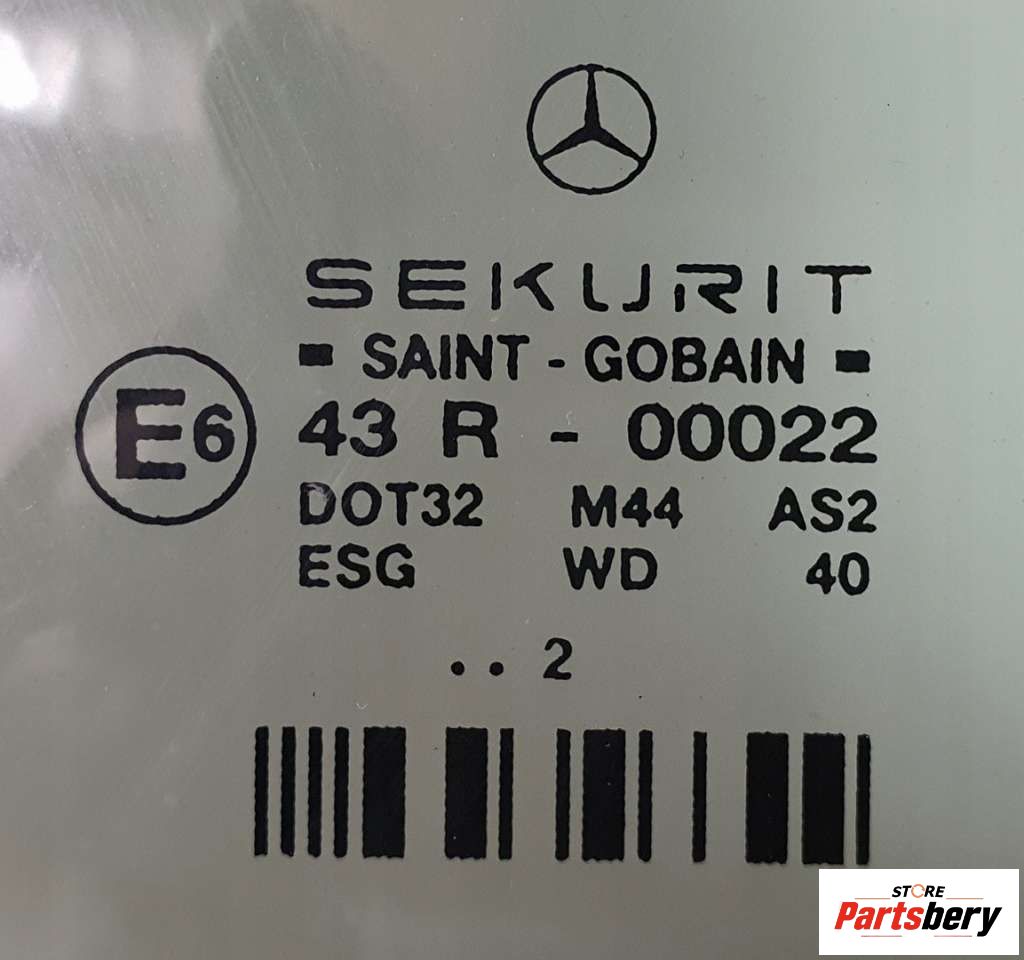 SEKURIT
- SAINT - GOBAIN -
E6
43 R - 00022
DOT32 M44 AS2
ESG WD 40
. . 2
STORE
Partsbery